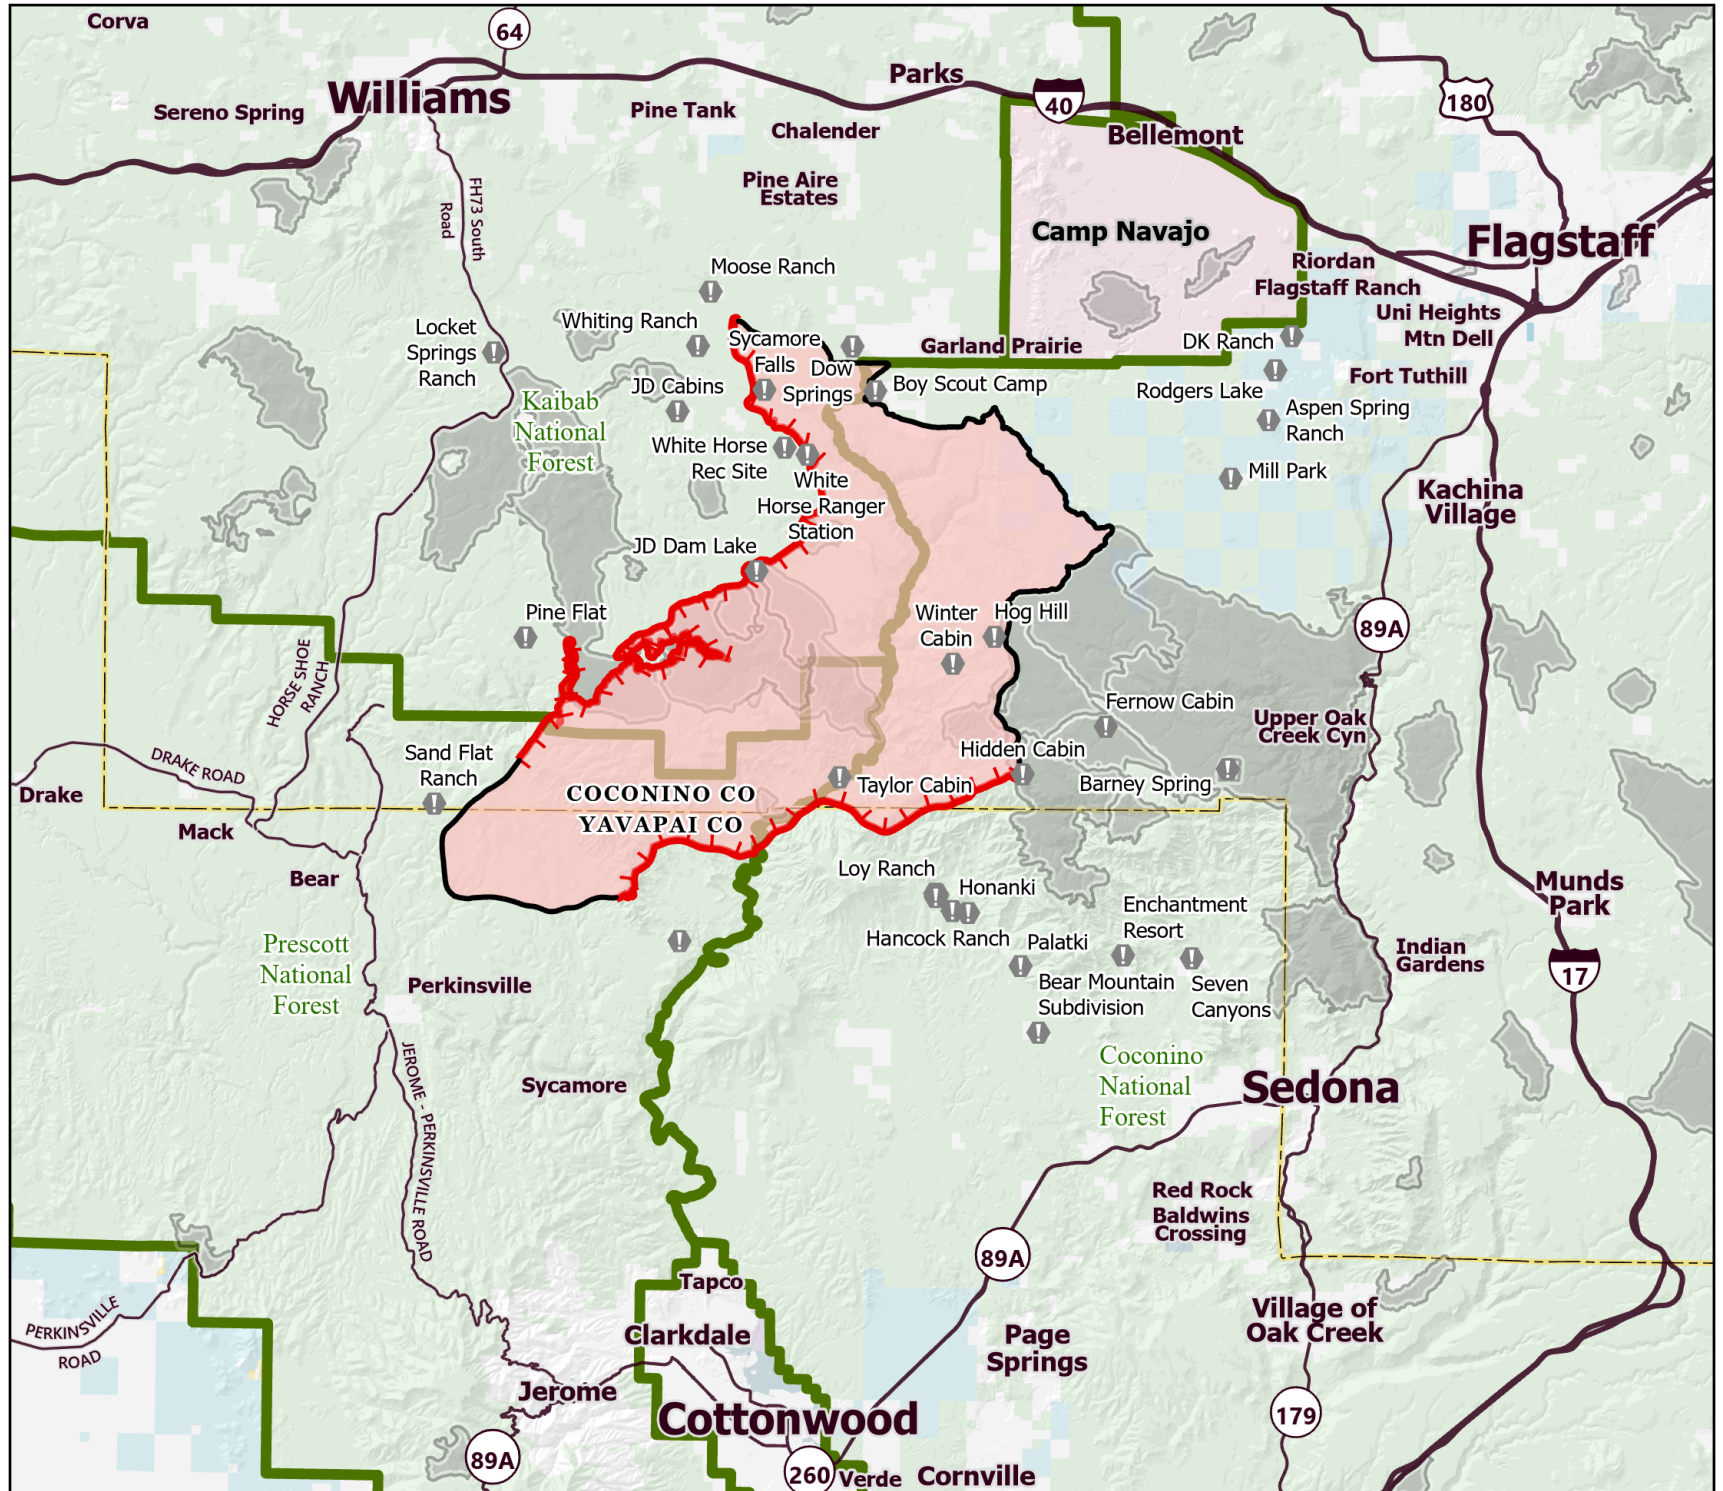 Corva
64
Williams
Sereno Spring
Parks
40
180
Pine Tank
Chalender
Bellemont
Pine Aire
Estates
FH73 South
Road
Camp Navajo
Flagstaff
Riordan
Flagstaff Ranch
Uni Heights
Mtn Dell
Moose Ranch
Whiting Ranch
Sycamore
Falls
Dow
Springs
Garland Prairie
DK Ranch
Locket
Springs
Ranch
JD Cabins
Boy Scout Camp
Rodgers Lake
Fort Tuthill
Aspen Spring
Ranch
Kaibab
National
Forest
White Horse
Rec Site
White
Horse Ranger
Station
Mill Park
Kachina
Village
JD Dam Lake
Pine Flat
Winter
Cabin
Hog Hill
89A
HORSE SHOE
RANCH
Fernow Cabin
Upper Oak
Creek Cyn
Sand Flat
Ranch
DRAKE ROAD
Drake
Hidden Cabin
Taylor Cabin
Barney Spring
COCONINO CO
YAVAPAI CO
Mack
Bear
Loy Ranch
Honanki
Hancock Ranch
Enchantment
Resort
Palatki
Bear Mountain
Subdivision
Seven
Canyons
Munds
Park
Indian
Gardens
17
Prescott
National
Forest
Perkinsville
JEROME - PERKINSVILLE ROAD
Sycamore
Coconino
National
Forest
Sedona
Red Rock
Baldwins
Crossing
89A
Tapco
PERKINSVILLE
ROAD
Clarkdale
Page
Springs
Village of
Oak Creek
Jerome
Cottonwood
179
89A
260
Verde
Cornville